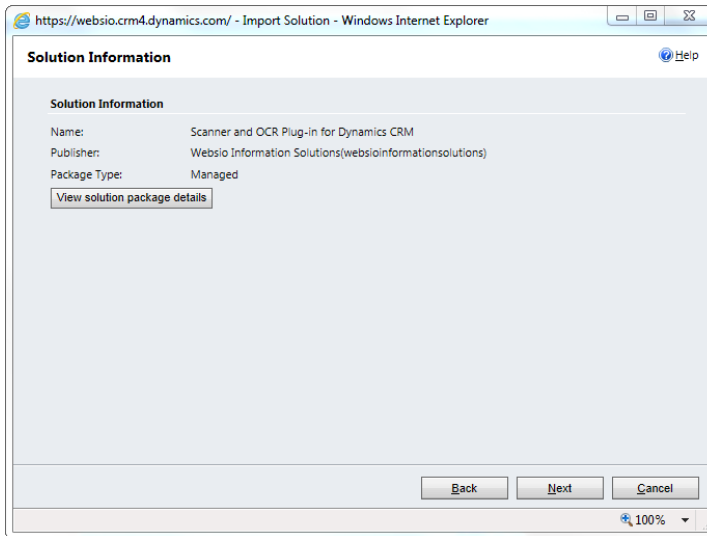 https://websio.crm4.dynamics.com/ - Import Solution - Windows Internet Explorer
Solution Information
Help
Solution Information
Name: Scanner and OCR Plug-in for Dynamics CRM
Publisher: Websio Information Solutions(websioinformationsolutions)
Package Type: Managed
View solution package details
Back Next Cancel
100%